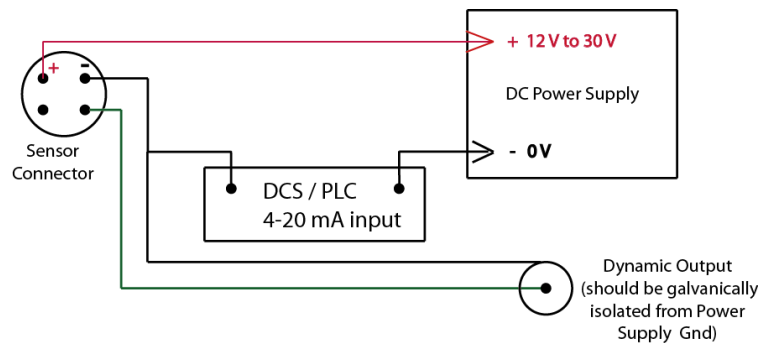 + 12 V to 30 V
+
-
DC Power Supply
Sensor
Connector
- 0 V
DCS / PLC
4-20 mA input
Dynamic Output
(should be galvanically
isolated from Power
Supply Gnd)